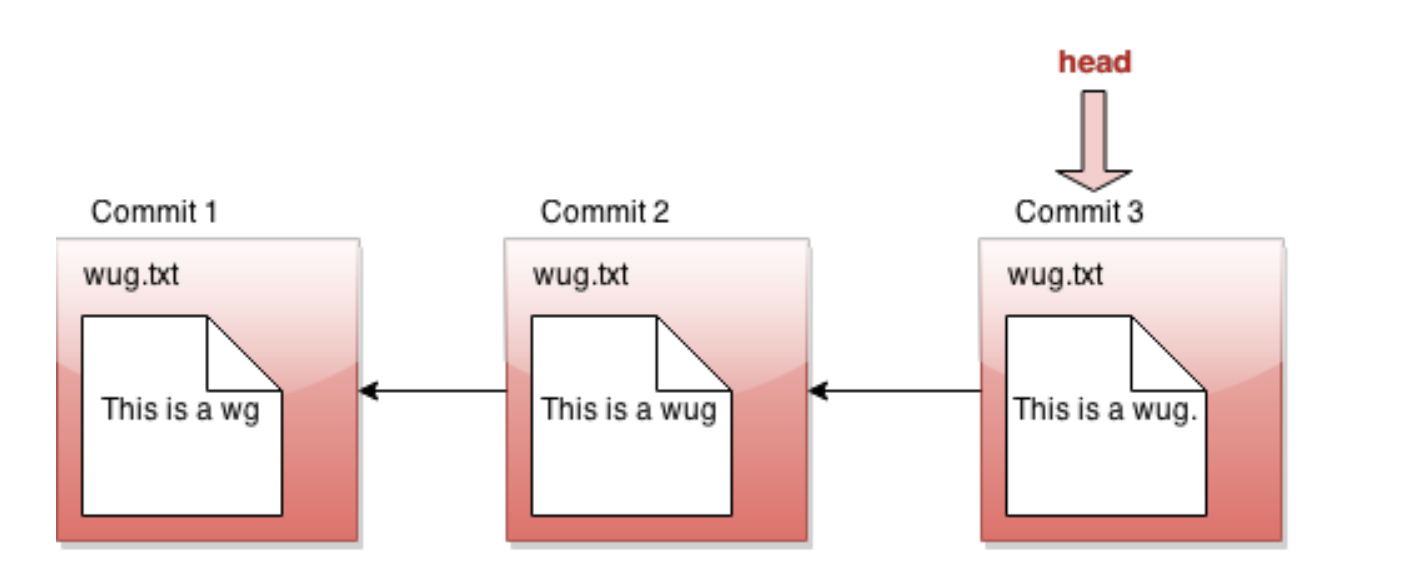 head
Commit 1
Commit 2
Commit 3
wug.txt
wug.txt
wug.txt
This is a wg
This is a wug
This is a wug.